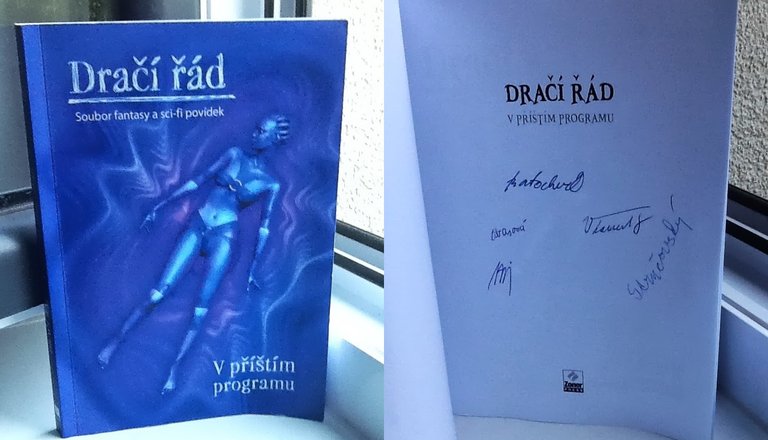 Dračí řád
Soubor fantasy a sci-fi povídek
V příštím
programu
DRAČÍ ŘÁD
V PŘÍŠTÍM PROGRAMU
Zoner